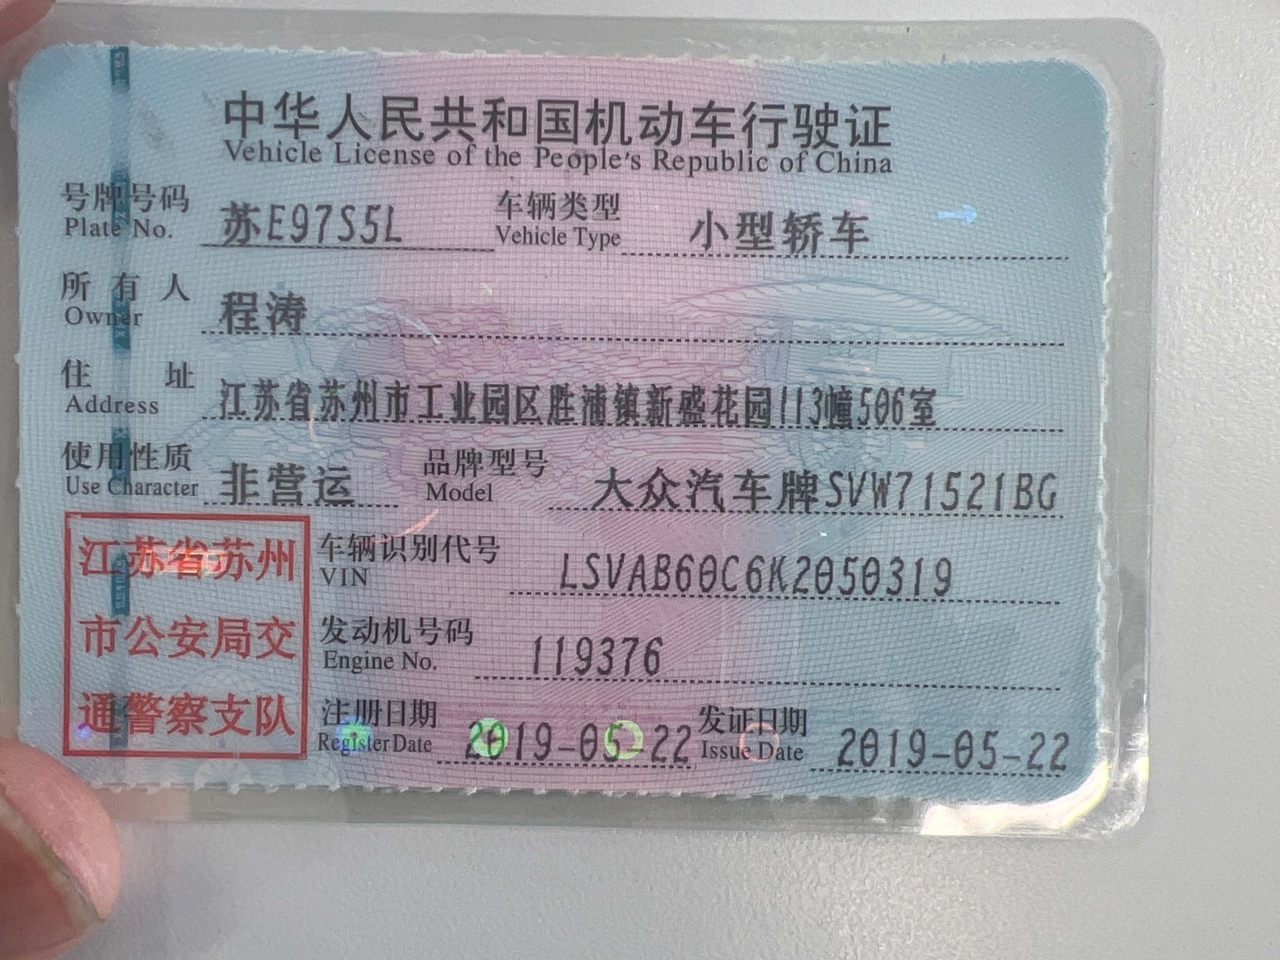 中华人民共和国机动车行驶证
Vehicle License of the People's Republic of China
号牌号码 苏E97S5L 车辆类型 小型轿车
Plate No. Vehicle Type
所有人 程涛
Owner
住址 江苏省苏州市工业园区胜浦镇新盛花园113幢506室
Address
使用性质 非营运 品牌型号 大众汽车牌SVW71521BG
Use Character Model
江苏省苏州
市公安局交
通警察支队
车辆识别代号 LSVAB60C6K2050319
VIN
发动机号码 119376
Engine No.
注册日期 2019-05-22 发证日期 2019-05-22
Register Date Issue Date